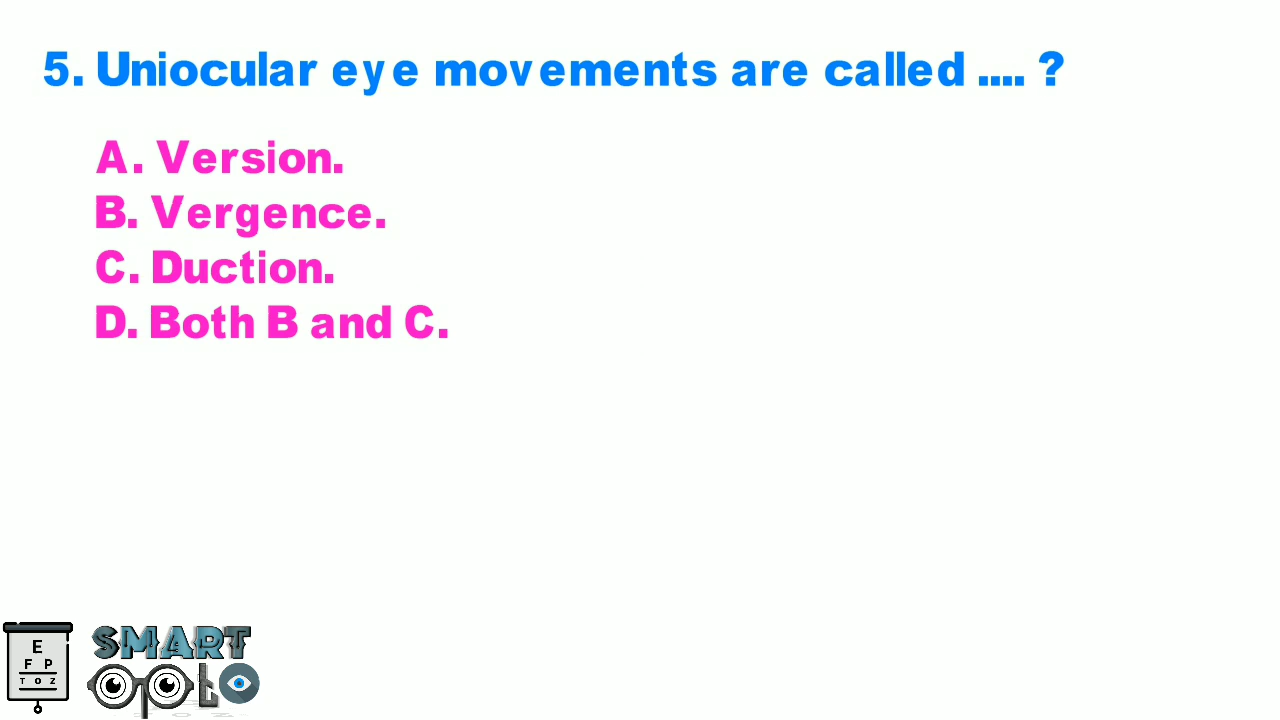 5. Uniocular eye movements are called .... ?
A. Version.
B. Vergence.
C. Duction.
D. Both B and C.
E
F P
T O Z
SMART